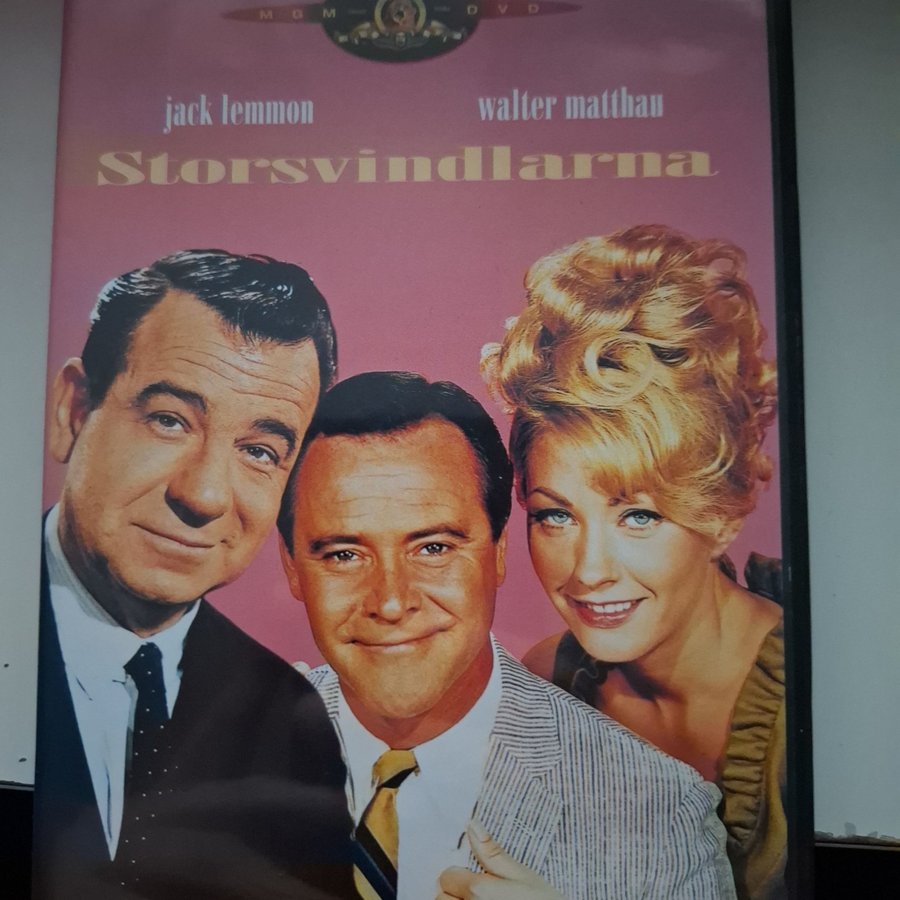 MGM DVD
jack lemmon walter matthau
Storsvindlarna